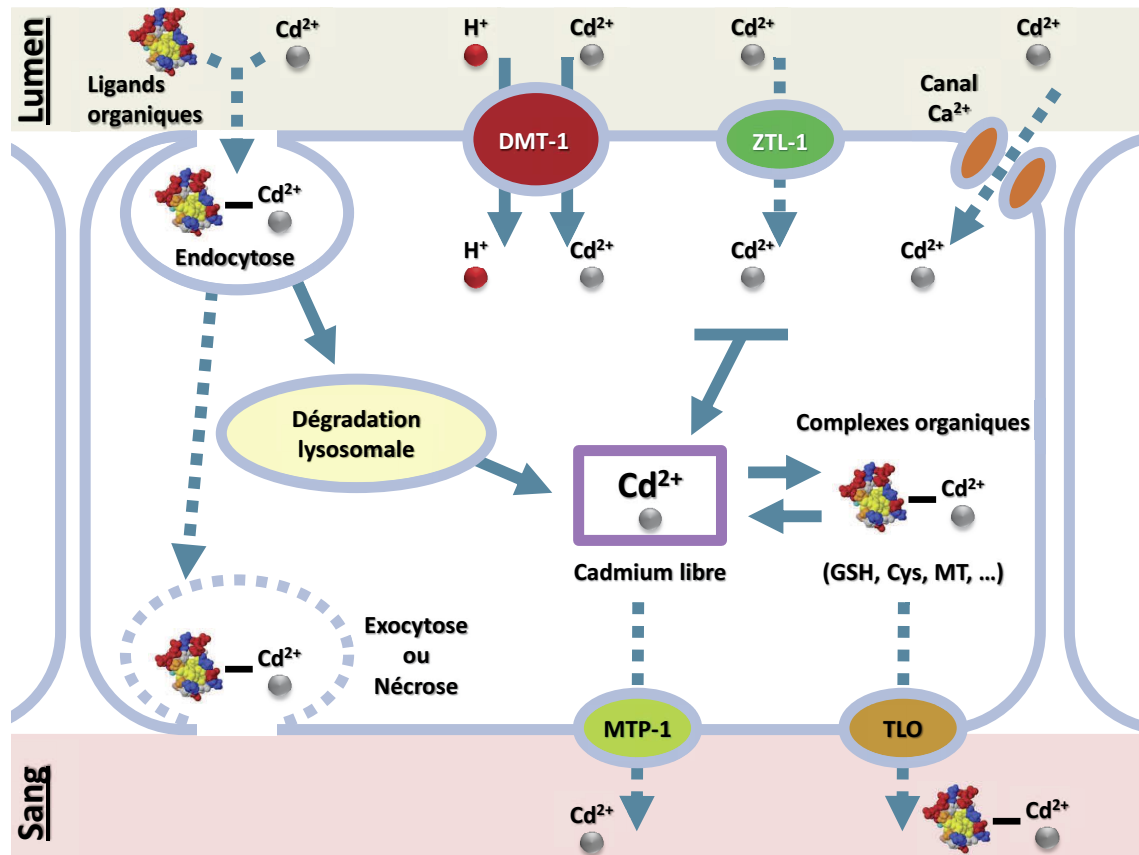 Lumen
Cd²⁺
H⁺
Cd²⁺
Cd²⁺
Cd²⁺
Ligands
organiques
Canal
Ca²⁺
DMT-1
ZTL-1
Cd²⁺
Endocytose
H⁺
Cd²⁺
Cd²⁺
Cd²⁺
Dégradation
lysosomale
Complexes organiques
Cd²⁺
Cd²⁺
Cadmium libre
(GSH, Cys, MT, ...)
Exocytose
ou
Nécrose
Cd²⁺
MTP-1
TLO
Sang
Cd²⁺
Cd²⁺